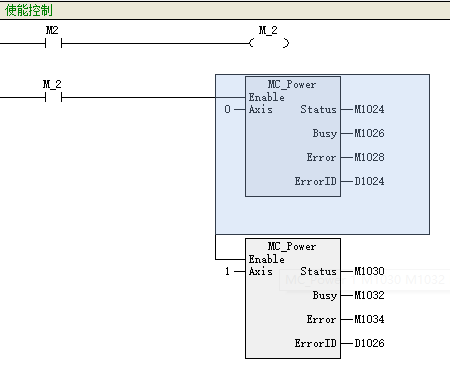 使能控制
M2 M_2
M_2
MC_Power
Enable
0 Axis Status M1024
Busy M1026
Error M1028
ErrorID D1024
MC_Power
Enable
1 Axis Status M1030
Busy M1032
Error M1034
ErrorID D1026